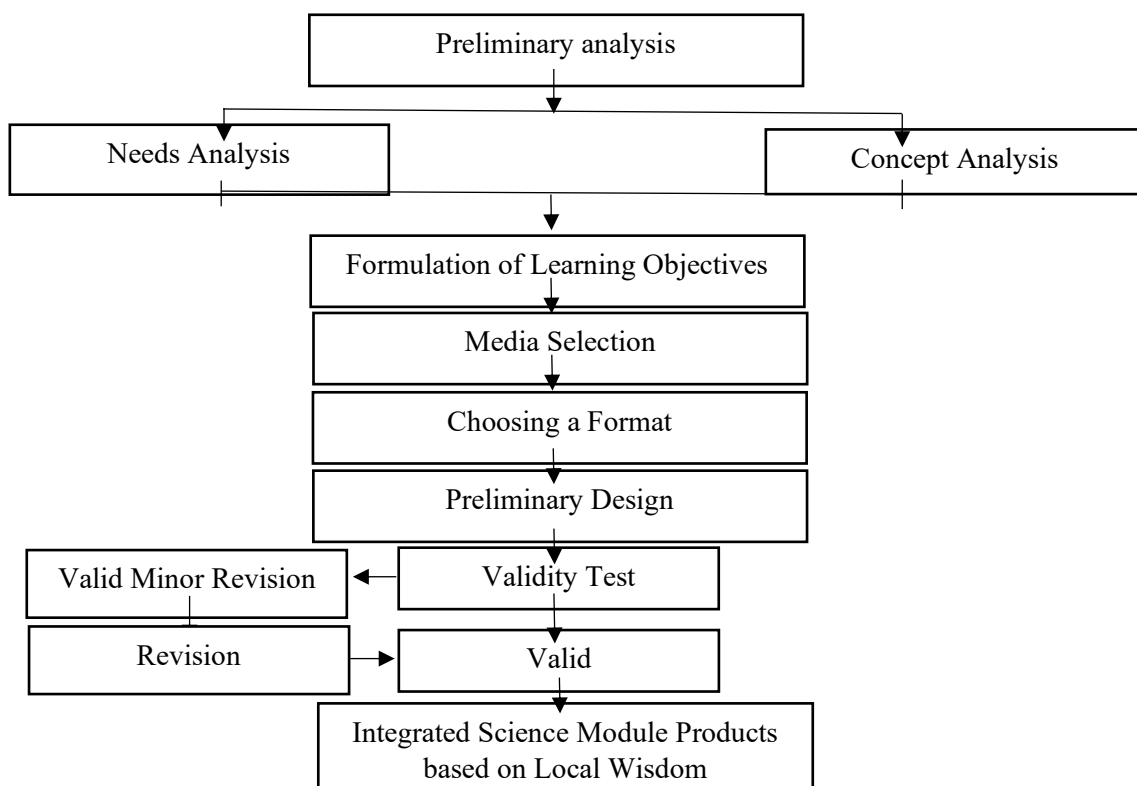 Preliminary analysis
Needs Analysis
Concept Analysis
Formulation of Learning Objectives
Media Selection
Choosing a Format
Preliminary Design
Valid Minor Revision
Validity Test
Revision
Valid
Integrated Science Module Products
based on Local Wisdom